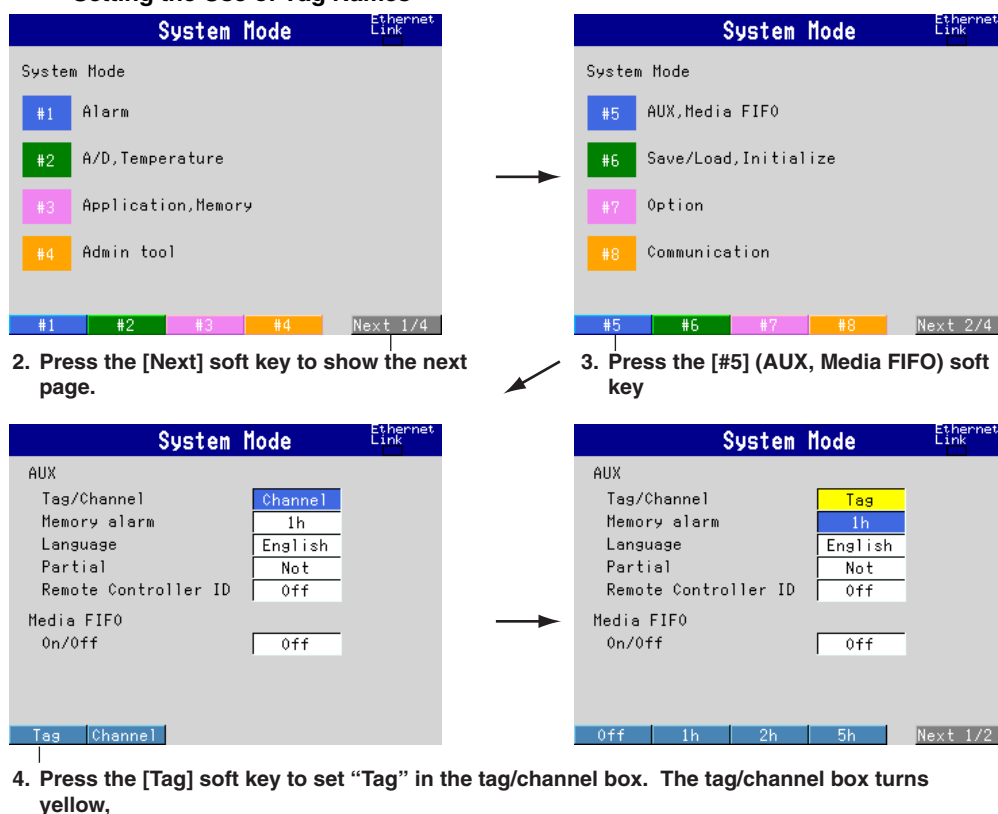 Setting the Use of Tag Names
System Mode
Ethernet
Link
System Mode
#1 Alarm
#2 A/D,Temperature
#3 Application,Memory
#4 Admin tool
#1 #2 #3 #4 Next 1/4
2. Press the [Next] soft key to show the next
page.
System Mode
Ethernet
Link
System Mode
#5 AUX,Media FIFO
#6 Save/Load,Initialize
#7 Option
#8 Communication
#5 #6 #7 #8 Next 2/4
3. Press the [#5] (AUX, Media FIFO) soft
key
System Mode
Ethernet
Link
AUX
Tag/Channel Channel
Memory alarm 1h
Language English
Partial Not
Remote Controller ID Off
Media FIFO
On/Off Off
Tag Channel
System Mode
Ethernet
Link
AUX
Tag/Channel Tag
Memory alarm 1h
Language English
Partial Not
Remote Controller ID Off
Media FIFO
On/Off Off
Off 1h 2h 5h Next 1/2
4. Press the [Tag] soft key to set “Tag” in the tag/channel box. The tag/channel box turns
yellow,